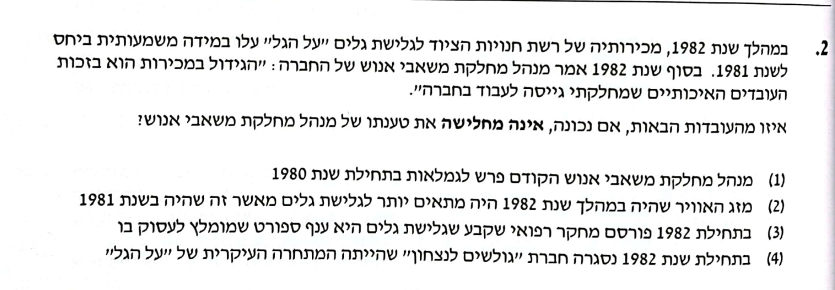 2. במהלך שנת 1982, מכירותיה של רשת חנויות הציוד לגלישת גלים "על הגל" עלו במידה משמעותית ביחס
לשנת 1981. בסוף שנת 1982 אמר מנהל מחלקת משאבי אנוש של החברה: "הגידול במכירות הוא בזכות
העובדים האיכותיים שמחלקתי גייסה לעבוד בחברה".
איזו מהעובדות הבאות, אם נכונה, אינה מחלישה את טענתו של מנהל מחלקת משאבי אנוש?
(1) מנהל מחלקת משאבי אנוש הקודם פרש לגמלאות בתחילת שנת 1980
(2) מזג האוויר שהיה במהלך שנת 1982 היה מתאים יותר לגלישת גלים מאשר זה שהיה בשנת 1981
(3) בתחילת 1982 פורסם מחקר רפואי שקבע שגלישת גלים היא ענף ספורט שמומלץ לעסוק בו
(4) בתחילת שנת 1982 נסגרה חברת "גולשים לנצחון" שהייתה המתחרה העיקרית של "על הגל"